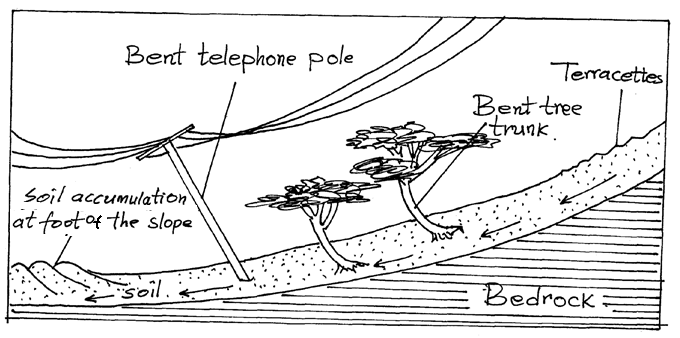 Bent telephone pole
Terracettes
Bent tree
trunk
Soil accumulation
at foot of the slope
soil
Bedrock